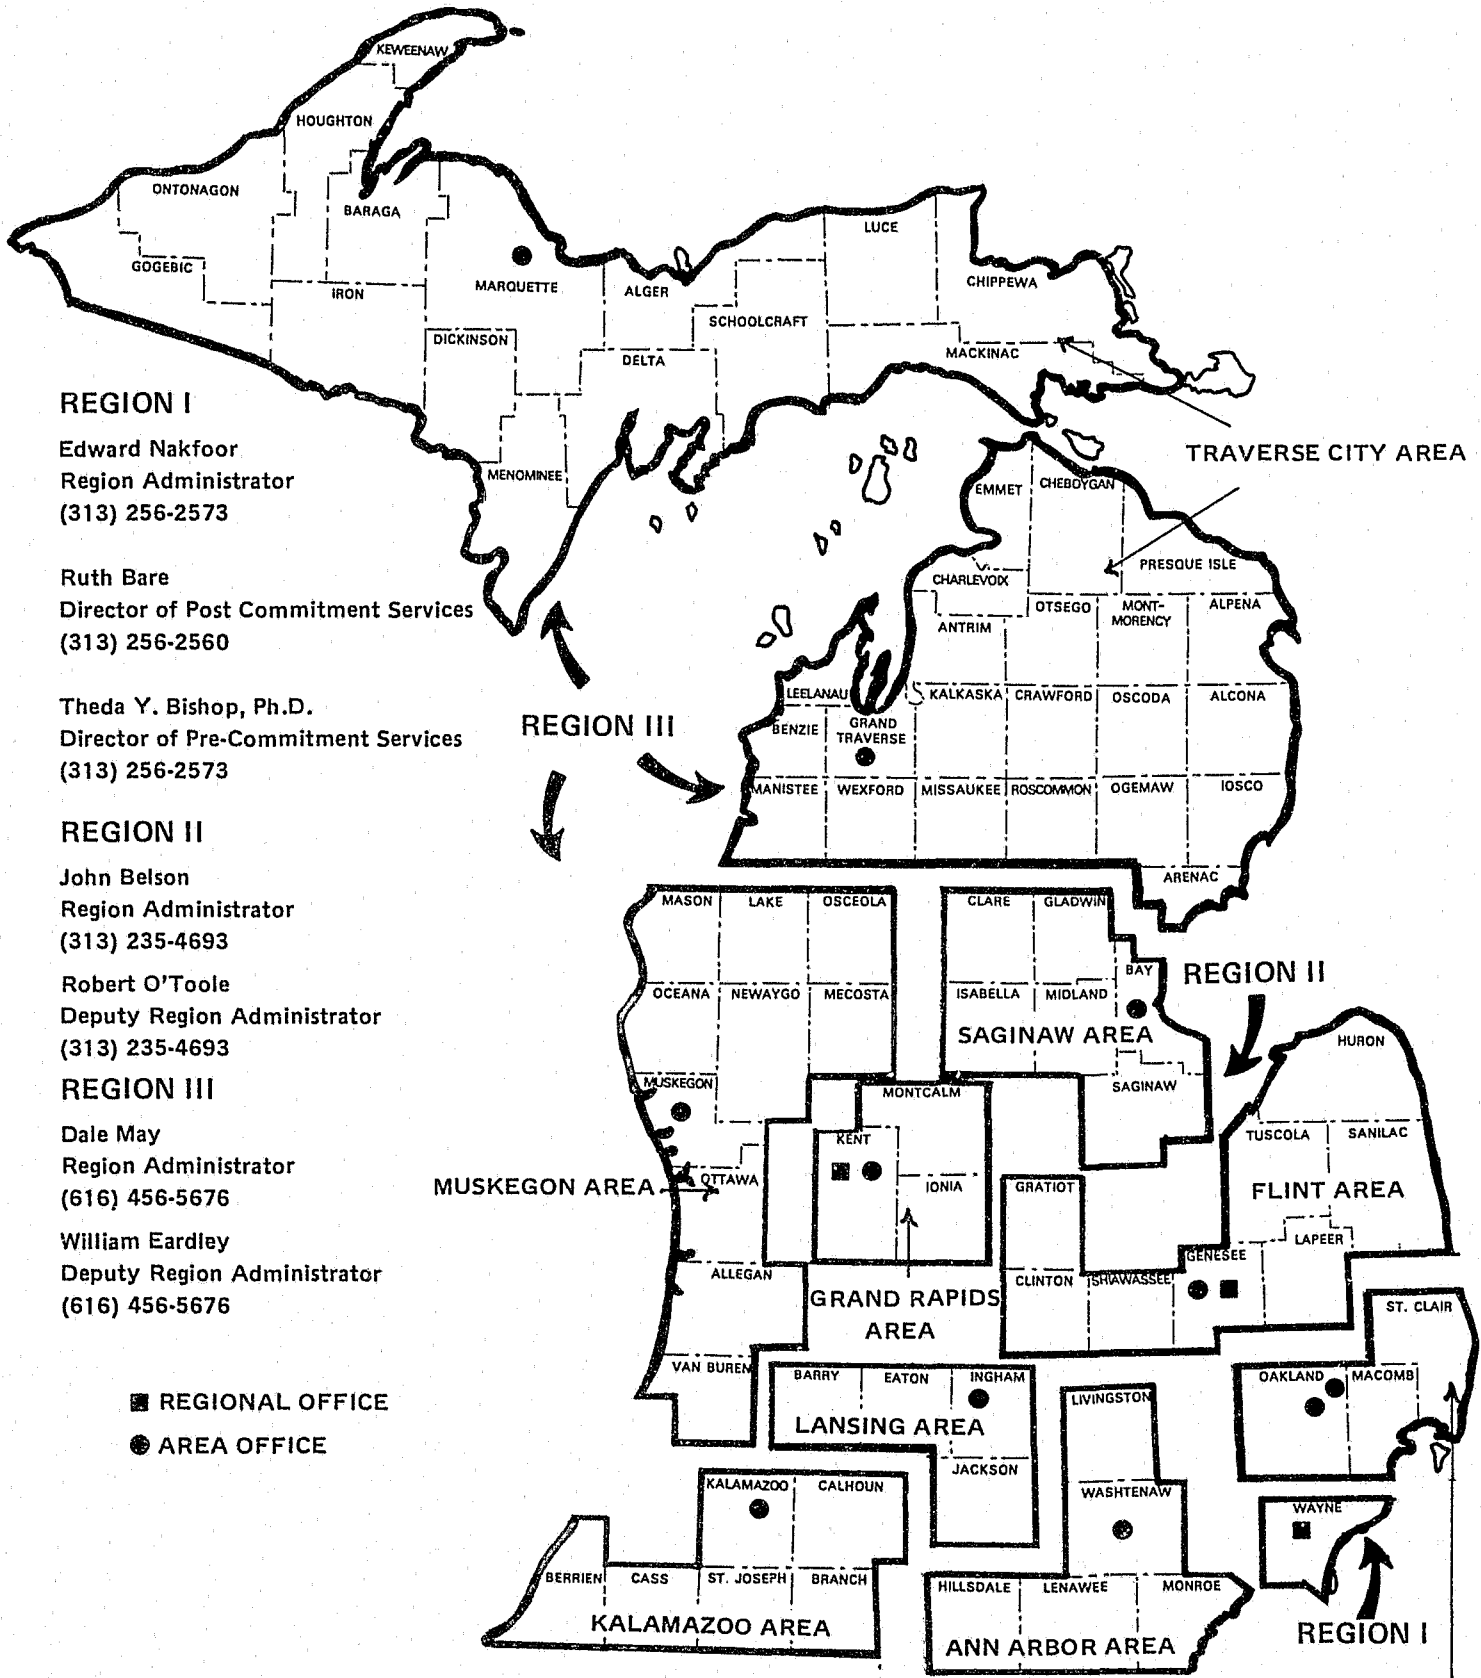 KEWEENAW
HOUGHTON
ONTONAGON
BARAGA
LUCE
GOGEBIC
IRON
MARQUETTE
ALGER
CHIPPEWA
SCHOOLCRAFT
DICKINSON
DELTA
MACKINAC
MENOMINEE
TRAVERSE CITY AREA
EMMET
CHEBOYGAN
PRESQUE ISLE
CHARLEVOIX
OTSEGO
MONT-
MORENCY
ALPENA
ANTRIM
LEELANAU
KALKASKA
CRAWFORD
OSCODA
ALCONA
BENZIE
GRAND
TRAVERSE
MANISTEE
WEXFORD
MISSAUKEE
ROSCOMMON
OGEMAW
IOSCO
ARENAC
REGION III
REGION I
Edward Nakfoor
Region Administrator
(313) 256-2573
Ruth Bare
Director of Post Commitment Services
(313) 256-2560
Theda Y. Bishop, Ph.D.
Director of Pre-Commitment Services
(313) 256-2573
REGION II
John Belson
Region Administrator
(313) 235-4693
Robert O'Toole
Deputy Region Administrator
(313) 235-4693
REGION III
Dale May
Region Administrator
(616) 456-5676
William Eardley
Deputy Region Administrator
(616) 456-5676
REGIONAL OFFICE
AREA OFFICE
MASON
LAKE
OSCEOLA
CLARE
GLADWIN
BAY
REGION II
OCEANA
NEWAYGO
MECOSTA
ISABELLA
MIDLAND
SAGINAW AREA
HURON
MUSKEGON
MONTCALM
SAGINAW
KENT
TUSCOLA
SANILAC
MUSKEGON AREA
OTTAWA
IONIA
GRATIOT
FLINT AREA
LAPEER
GENESEE
ALLEGAN
CLINTON
SHIAWASSEE
GRAND RAPIDS
AREA
ST. CLAIR
VAN BUREN
BARRY
EATON
INGHAM
OAKLAND
MACOMB
LIVINGSTON
LANSING AREA
JACKSON
KALAMAZOO
CALHOUN
WASHTENAW
WAYNE
BERRIEN
CASS
ST. JOSEPH
BRANCH
HILLSDALE
LENAWEE
MONROE
KALAMAZOO AREA
ANN ARBOR AREA
REGION I